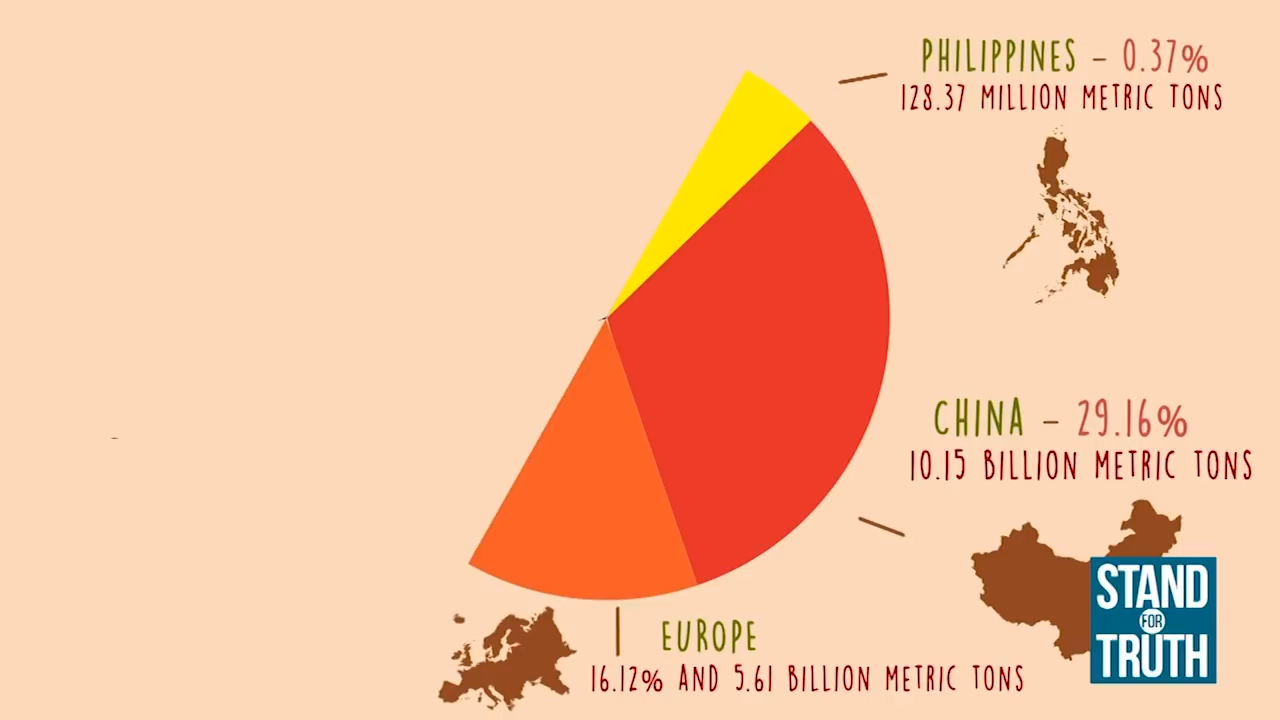 PHILIPPINES – 0.37%
128.37 MILLION METRIC TONS
CHINA – 29.16%
10.15 BILLION METRIC TONS
EUROPE
16.12% AND 5.61 BILLION METRIC TONS
STAND
FOR
TRUTH